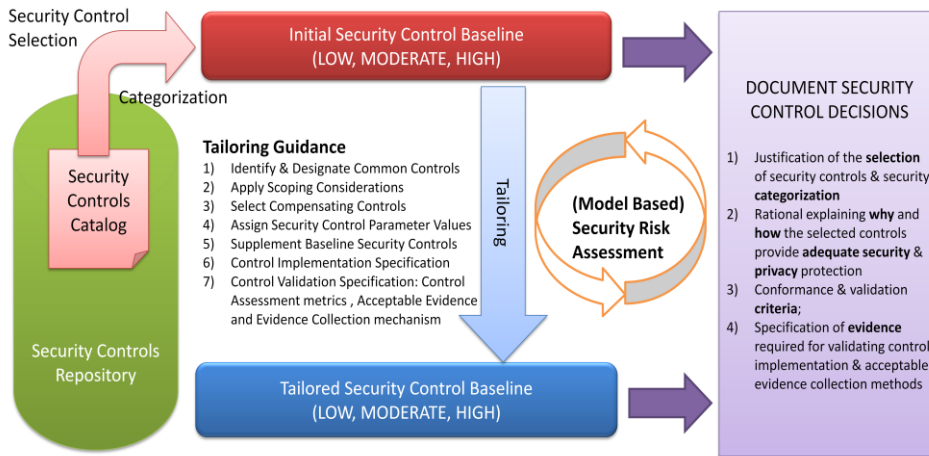 Security Control
Selection
Categorization
Security
Controls
Catalog
Security Controls
Repository
Initial Security Control Baseline
(LOW, MODERATE, HIGH)
Tailoring Guidance
1) Identify & Designate Common Controls
2) Apply Scoping Considerations
3) Select Compensating Controls
4) Assign Security Control Parameter Values
5) Supplement Baseline Security Controls
6) Control Implementation Specification
7) Control Validation Specification: Control
Assessment metrics , Acceptable Evidence
and Evidence Collection mechanism
Tailoring
(Model Based)
Security Risk
Assessment
Tailored Security Control Baseline
(LOW, MODERATE, HIGH)
DOCUMENT SECURITY
CONTROL DECISIONS
1) Justification of the selection
of security controls & security
categorization
2) Rational explaining why and
how the selected controls
provide adequate security &
privacy protection
3) Conformance & validation
criteria;
4) Specification of evidence
required for validating control
implementation & acceptable
evidence collection methods